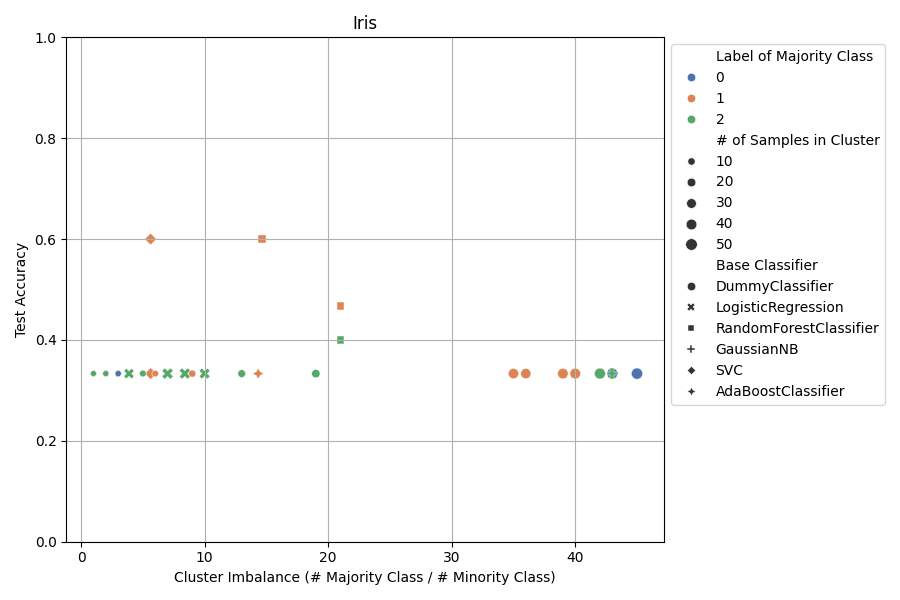 Iris
1.0
0.8
0.6
0.4
0.2
0.0
Test Accuracy
0
10
20
30
40
Cluster Imbalance (# Majority Class / # Minority Class)
Label of Majority Class
0
1
2
# of Samples in Cluster
10
20
30
40
50
Base Classifier
DummyClassifier
LogisticRegression
RandomForestClassifier
GaussianNB
SVC
AdaBoostClassifier